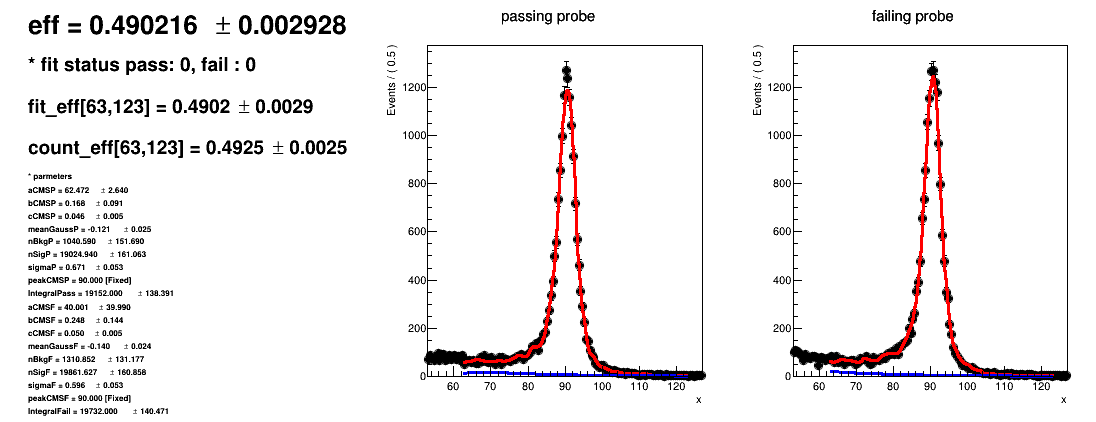 eff = 0.490216 ± 0.002928
* fit status pass: 0, fail : 0
fit_eff[63,123] = 0.4902 ± 0.0029
count_eff[63,123] = 0.4925 ± 0.0025
* parmeters
aCMSP = 62.472 ± 2.640
bCMSP = 0.168 ± 0.091
cCMSP = 0.046 ± 0.005
meanGaussP = -0.121 ± 0.025
nBkgP = 1040.590 ± 151.690
nSigP = 19024.940 ± 161.063
sigmaP = 0.671 ± 0.053
peakCMSP = 90.000 [Fixed]
IntegralPass = 19152.000 ± 138.391
aCMSF = 40.001 ± 39.990
bCMSF = 0.248 ± 0.144
cCMSF = 0.050 ± 0.005
meanGaussF = -0.140 ± 0.024
nBkgF = 1310.852 ± 131.177
nSigF = 19861.627 ± 160.858
sigmaF = 0.596 ± 0.053
peakCMSF = 90.000 [Fixed]
IntegralFail = 19732.000 ± 140.471
passing probe
Events / ( 0.5 )
1200
1000
800
600
400
200
0
60 70 80 90 100 110 120
x
failing probe
Events / ( 0.5 )
1200
1000
800
600
400
200
0
60 70 80 90 100 110 120
x